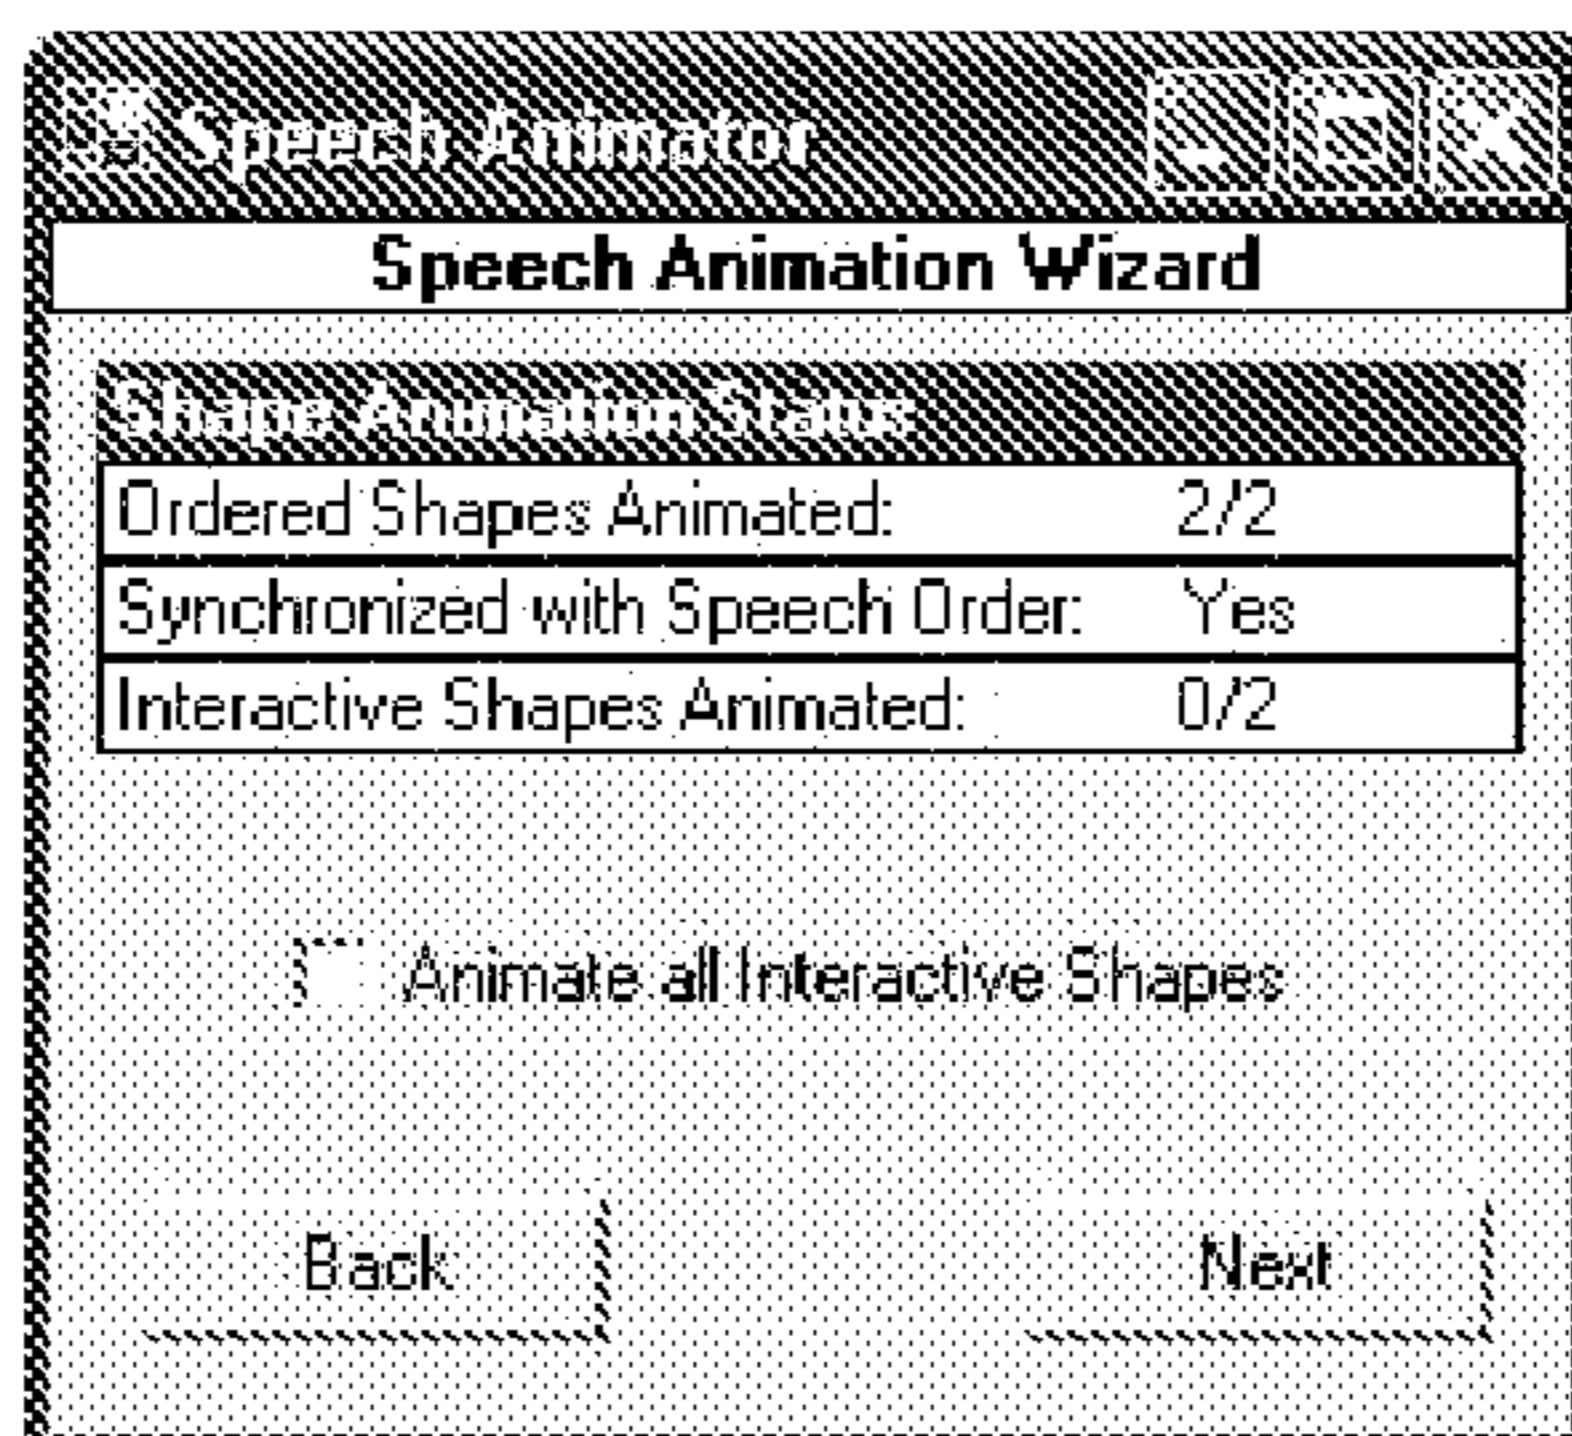 Speech Animator
Speech Animation Wizard
Shape Animation Status
Ordered Shapes Animated: 2/2
Synchronized with Speech Order: Yes
Interactive Shapes Animated: 0/2
Animate all Interactive Shapes
Back Next